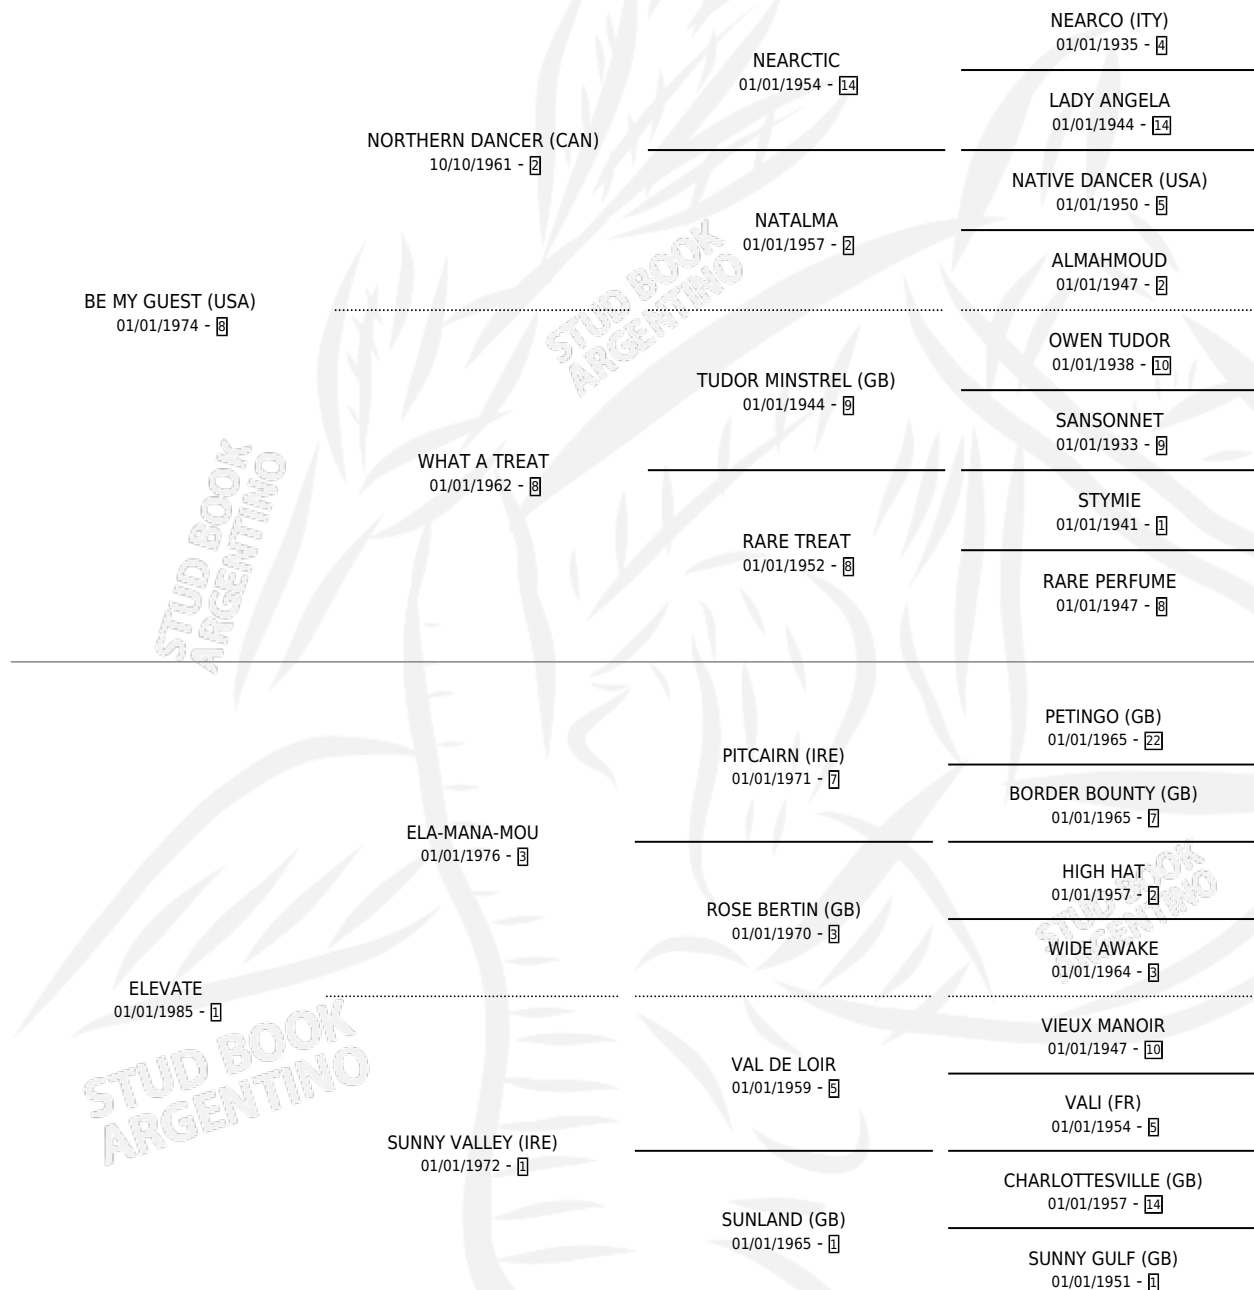 NEARCO (ITY)
01/01/1935 - 4
NEARCTIC
01/01/1954 - 14
LADY ANGELA
01/01/1944 - 14
NORTHERN DANCER (CAN)
10/10/1961 - 2
NATIVE DANCER (USA)
01/01/1950 - 5
NATALMA
01/01/1957 - 2
ALMAHMOUD
01/01/1947 - 2
BE MY GUEST (USA)
01/01/1974 - 8
OWEN TUDOR
01/01/1938 - 10
TUDOR MINSTREL (GB)
01/01/1944 - 9
SANSONNET
01/01/1933 - 9
WHAT A TREAT
01/01/1962 - 8
STYMIE
01/01/1941 - 1
RARE TREAT
01/01/1952 - 8
RARE PERFUME
01/01/1947 - 8
STUD BOOK
ARGENTINO
STUD BOOK
ARGENTINO
PETINGO (GB)
01/01/1965 - 22
PITCAIRN (IRE)
01/01/1971 - 7
BORDER BOUNTY (GB)
01/01/1965 - 7
ELA-MANA-MOU
01/01/1976 - 3
HIGH HAT
01/01/1957 - 2
ROSE BERTIN (GB)
01/01/1970 - 3
WIDE AWAKE
01/01/1964 - 3
ELEVATE
01/01/1985 - 1
VIEUX MANOIR
01/01/1947 - 10
VAL DE LOIR
01/01/1959 - 5
VALI (FR)
01/01/1954 - 5
SUNNY VALLEY (IRE)
01/01/1972 - 1
CHARLOTTESVILLE (GB)
01/01/1957 - 14
SUNLAND (GB)
01/01/1965 - 1
SUNNY GULF (GB)
01/01/1951 - 1
STUD BOOK
ARGENTINO
STUD BOOK
ARGENTINO